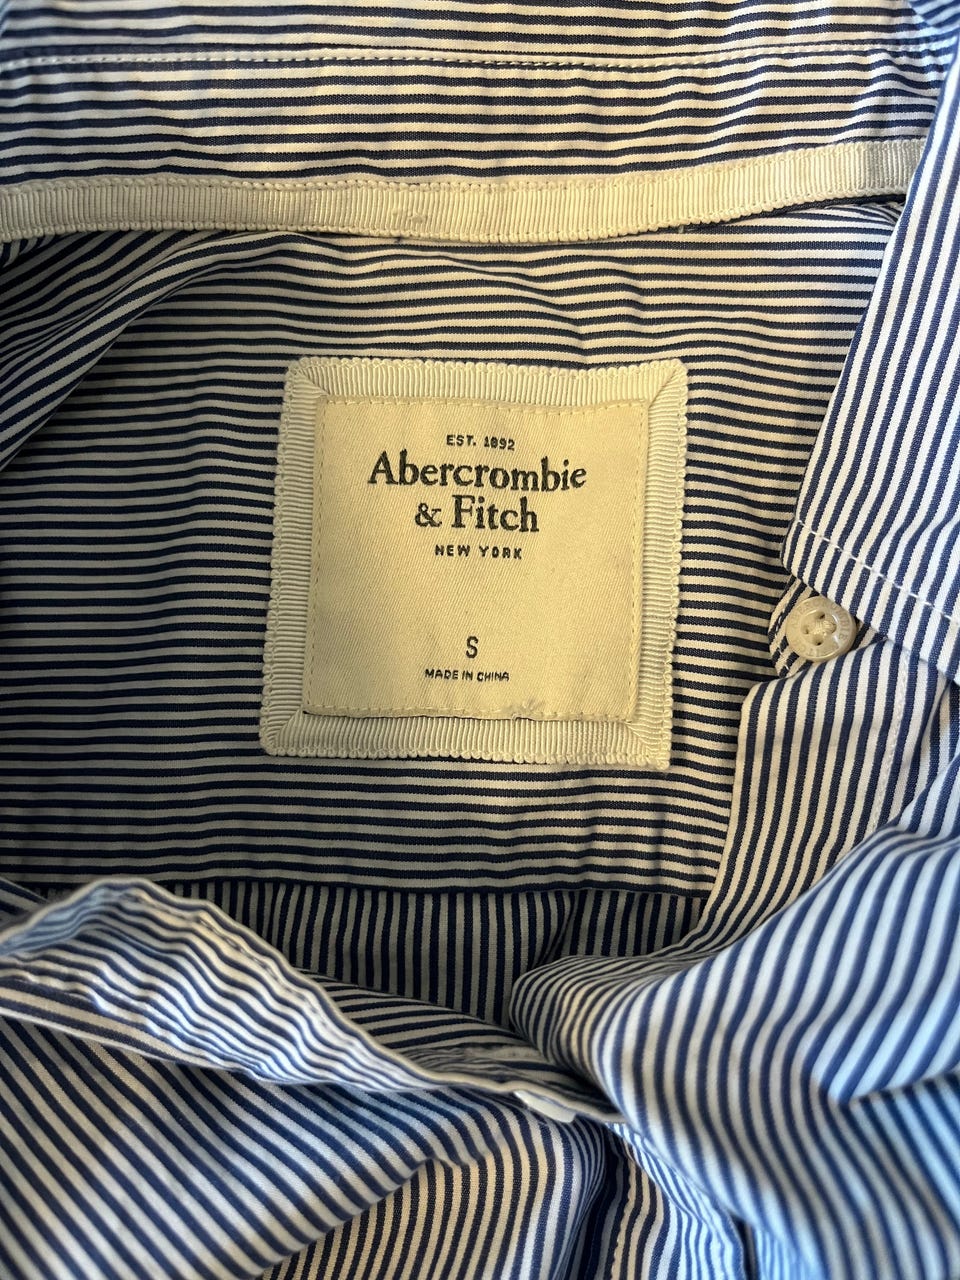 EST. 1892
Abercrombie
& Fitch
NEW YORK
S
MADE IN CHINA